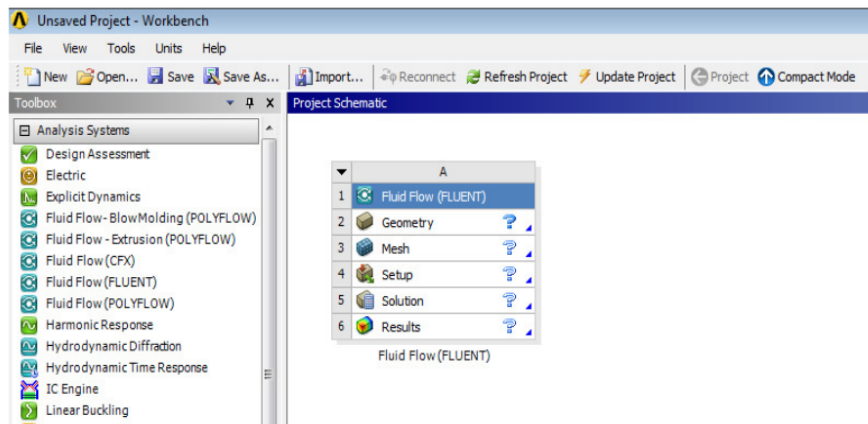 Unsaved Project - Workbench
File View Tools Units Help
New Open... Save Save As... Import... Reconnect Refresh Project Update Project Project Compact Mode
Toolbox
Project Schematic
Analysis Systems
Design Assessment
Electric
Explicit Dynamics
Fluid Flow- BlowMolding (POLYFLOW)
Fluid Flow - Extrusion (POLYFLOW)
Fluid Flow (CFX)
Fluid Flow (FLUENT)
Fluid Flow (POLYFLOW)
Harmonic Response
Hydrodynamic Diffraction
Hydrodynamic Time Response
IC Engine
Linear Buckling
A
1 Fluid Flow (FLUENT)
2 Geometry ?
3 Mesh ?
4 Setup ?
5 Solution ?
6 Results ?
Fluid Flow (FLUENT)